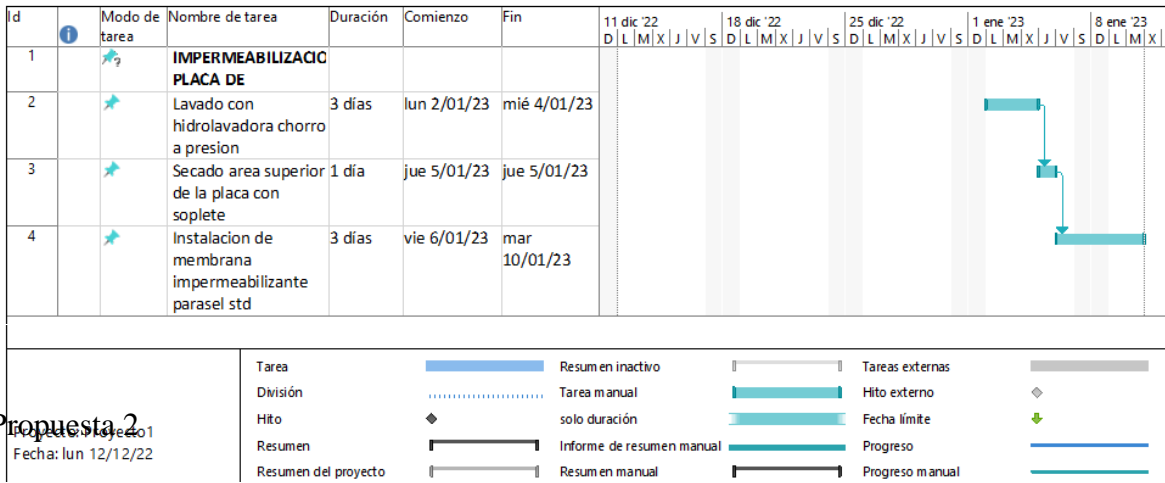 Id Modo de tarea Nombre de tarea Duración Comienzo Fin 11 dic '22 18 dic '22 25 dic '22 1 ene '23 8 ene '23
D L M X J V S D L M X J V S D L M X J V S D L M X J V S D L M X
1 IMPERMEABILIZACIO
PLACA DE
2 Lavado con 3 días lun 2/01/23 mié 4/01/23
hidrolavadora chorro
a presion
3 Secado area superior 1 día jue 5/01/23 jue 5/01/23
de la placa con
soplete
4 Instalacion de 3 días vie 6/01/23 mar
membrana 10/01/23
impermeabilizante
parasel std
Propuesta 2
Proyecto: Proyecto1
Fecha: lun 12/12/22
Tarea Resumen inactivo Tareas externas
División Tarea manual Hito externo
Hito solo duración Fecha límite
Resumen Informe de resumen manual Progreso
Resumen del proyecto Resumen manual Progreso manual